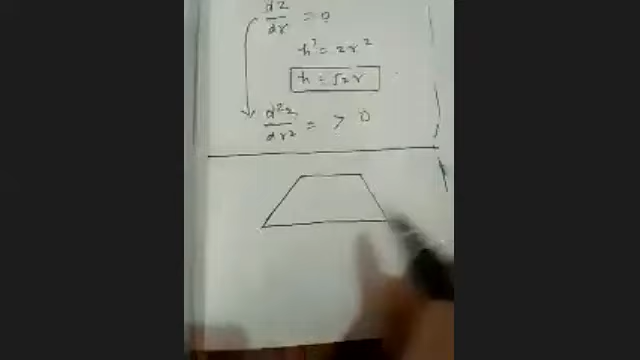 dz/dr = 0
h² = 2r²
h = √2 r
d²z/dr² = > 0